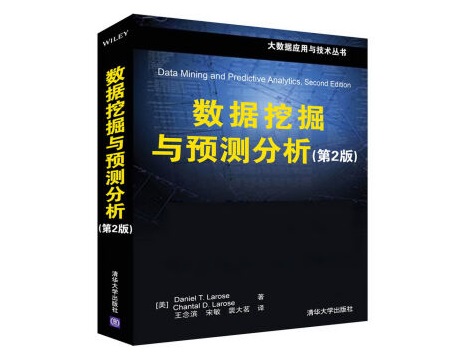 WILEY
数据挖掘与预测分析
(第2版)
清华大学出版社
大数据应用与技术丛书
Data Mining and Predictive Analytics, Second Edition
数据挖掘
与预测分析(第2版)
[美] Daniel T. Larose 著
Chantal D. Larose
王念滨 宋敏 裴大茗 译
清华大学出版社